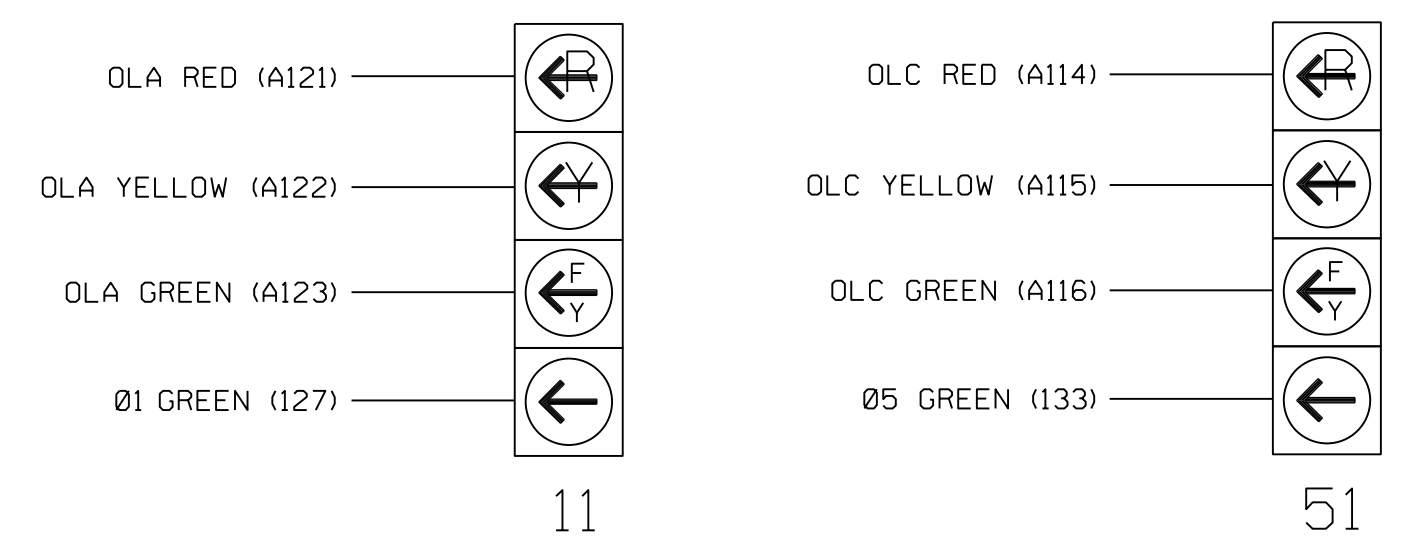 OLA RED (A121)
R
OLA YELLOW (A122)
Y
OLA GREEN (A123)
F
Y
Ø1 GREEN (127)
11
OLC RED (A114)
R
OLC YELLOW (A115)
Y
OLC GREEN (A116)
F
Y
Ø5 GREEN (133)
51